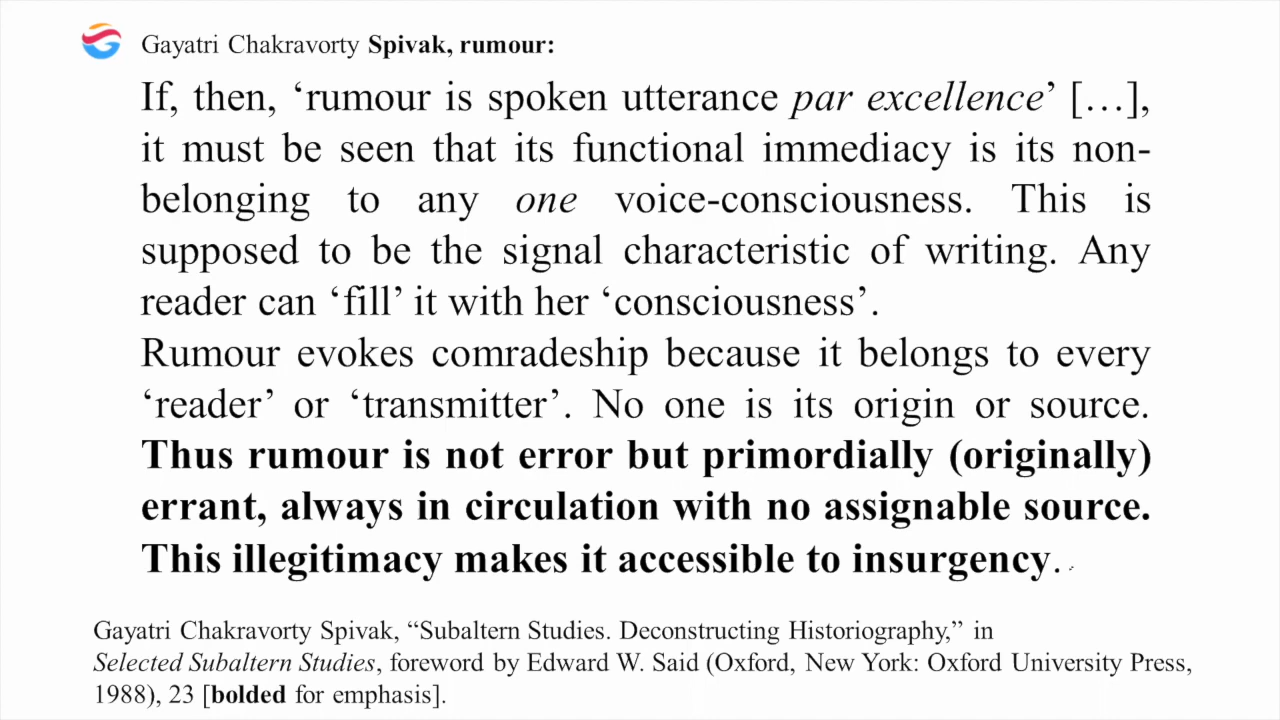 Gayatri Chakravorty Spivak, rumour:
If, then, ‘rumour is spoken utterance par excellence’ […],
it must be seen that its functional immediacy is its non-
belonging to any one voice-consciousness. This is
supposed to be the signal characteristic of writing. Any
reader can ‘fill’ it with her ‘consciousness’.
Rumour evokes comradeship because it belongs to every
‘reader’ or ‘transmitter’. No one is its origin or source.
Thus rumour is not error but primordially (originally)
errant, always in circulation with no assignable source.
This illegitimacy makes it accessible to insurgency.
Gayatri Chakravorty Spivak, “Subaltern Studies. Deconstructing Historiography,” in
Selected Subaltern Studies, foreword by Edward W. Said (Oxford, New York: Oxford University Press,
1988), 23 [bolded for emphasis].